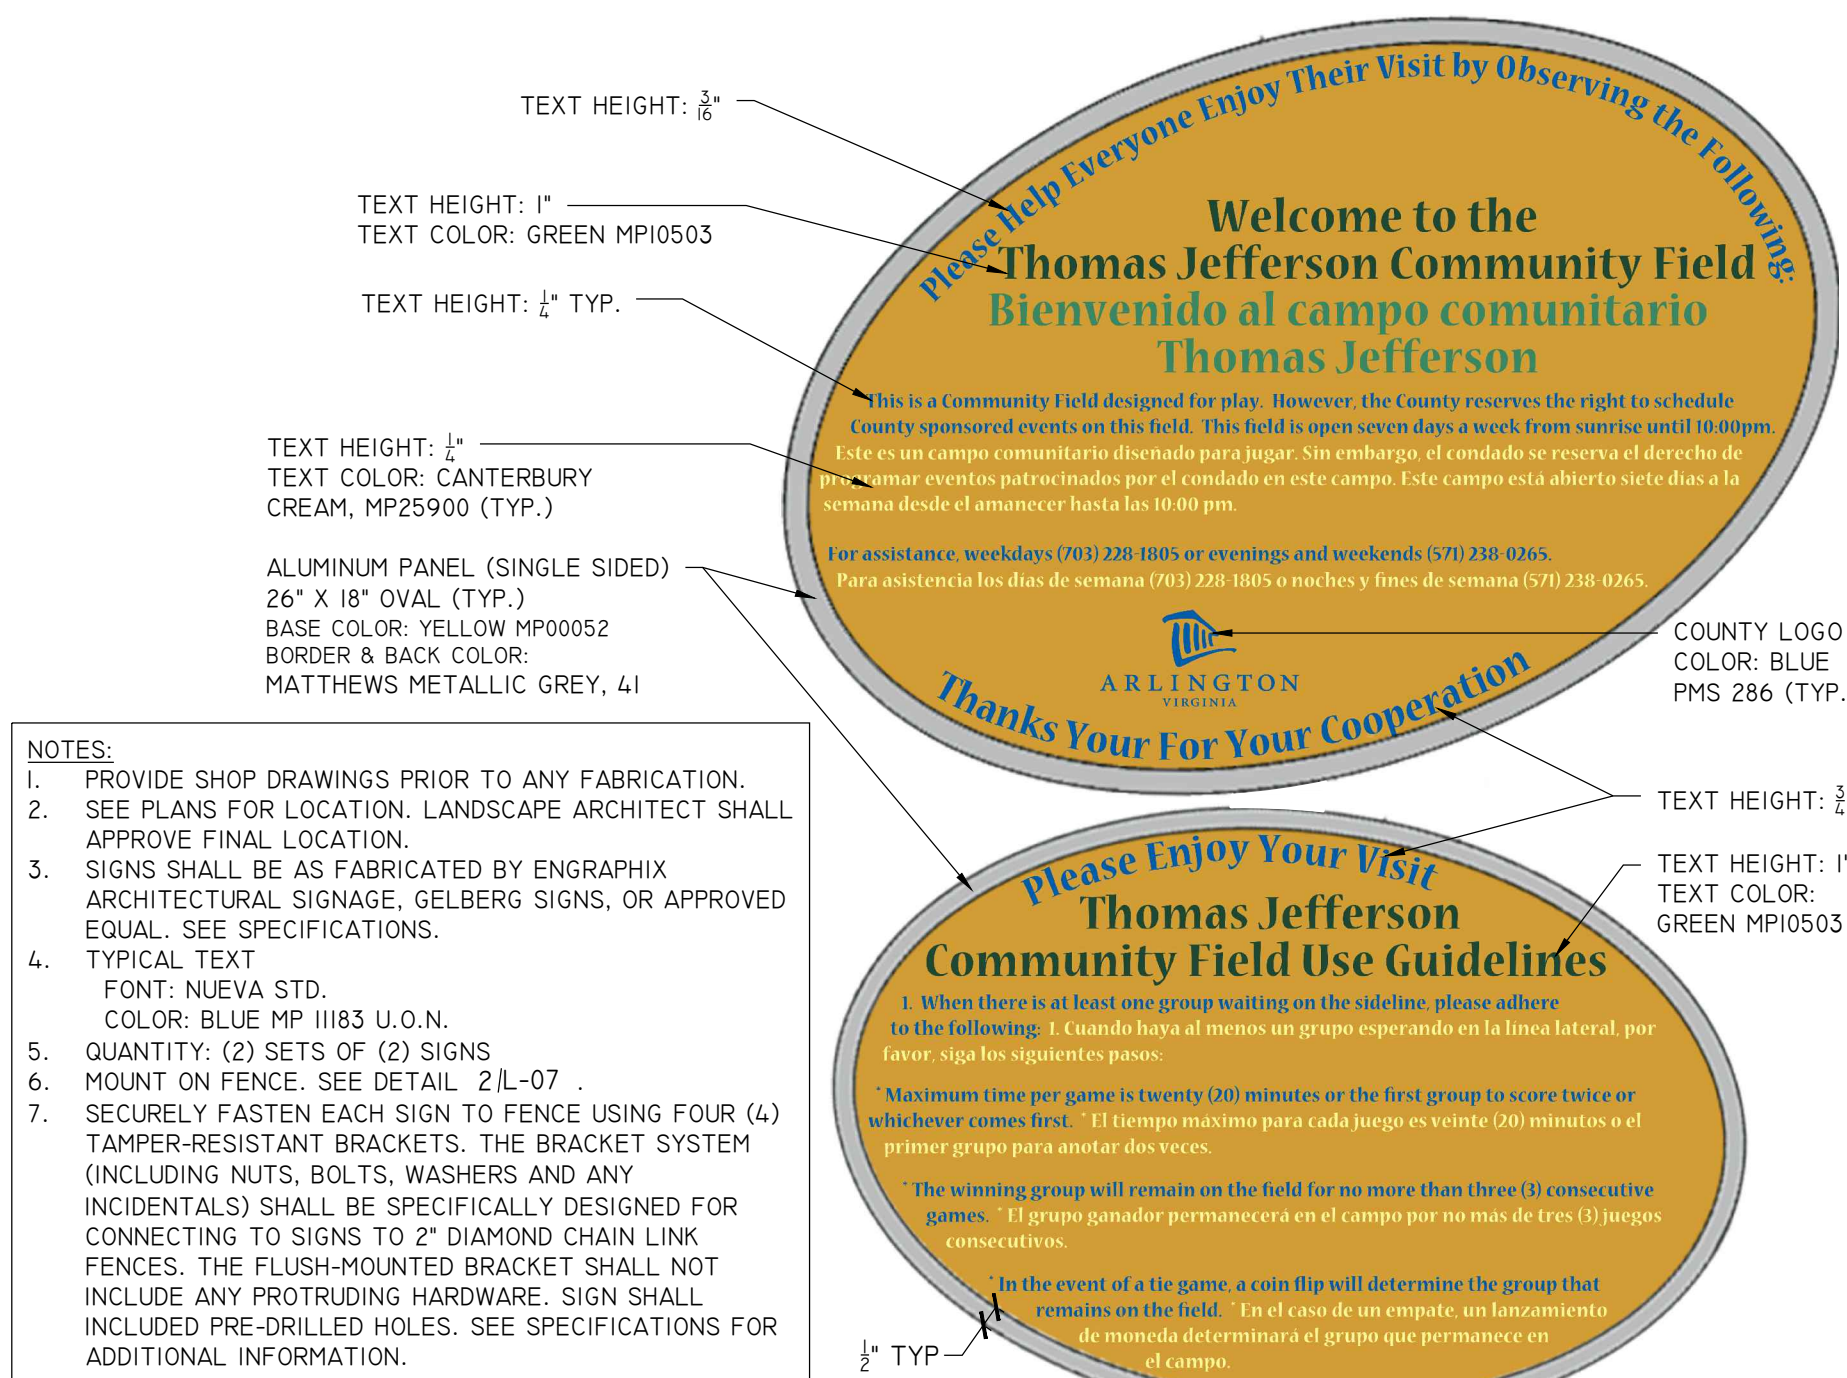 TEXT HEIGHT: 3/16"
TEXT HEIGHT: 1"
TEXT COLOR: GREEN MP10503
TEXT HEIGHT: 1/4" TYP.
TEXT HEIGHT: 1/4"
TEXT COLOR: CANTERBURY
CREAM, MP25900 (TYP.)
ALUMINUM PANEL (SINGLE SIDED)
26" X 18" OVAL (TYP.)
BASE COLOR: YELLOW MP00052
BORDER & BACK COLOR:
MATTHEWS METALLIC GREY, 41
Please Help Everyone Enjoy Their Visit by Observing the Following:
Welcome to the
Thomas Jefferson Community Field
Bienvenido al campo comunitario
Thomas Jefferson
This is a Community Field designed for play. However, the County reserves the right to schedule
County sponsored events on this field. This field is open seven days a week from sunrise until 10:00pm.
Este es un campo comunitario diseñado para jugar. Sin embargo, el condado se reserva el derecho de
programar eventos patrocinados por el condado en este campo. Este campo está abierto siete días a la
semana desde el amanecer hasta las 10:00 pm.
For assistance, weekdays (703) 228-1805 or evenings and weekends (571) 238-0265.
Para asistencia los días de semana (703) 228-1805 o noches y fines de semana (571) 238-0265.
ARLINGTON
VIRGINIA
Thanks Your For Your Cooperation
COUNTY LOGO
COLOR: BLUE
PMS 286 (TYP.
TEXT HEIGHT: 3/4
TEXT HEIGHT: 1"
TEXT COLOR:
GREEN MP10503
NOTES:
1. PROVIDE SHOP DRAWINGS PRIOR TO ANY FABRICATION.
2. SEE PLANS FOR LOCATION. LANDSCAPE ARCHITECT SHALL
APPROVE FINAL LOCATION.
3. SIGNS SHALL BE AS FABRICATED BY ENGRAPHIX
ARCHITECTURAL SIGNAGE, GELBERG SIGNS, OR APPROVED
EQUAL. SEE SPECIFICATIONS.
4. TYPICAL TEXT
FONT: NUEVA STD.
COLOR: BLUE MP 11183 U.O.N.
5. QUANTITY: (2) SETS OF (2) SIGNS
6. MOUNT ON FENCE. SEE DETAIL 2/L-07 .
7. SECURELY FASTEN EACH SIGN TO FENCE USING FOUR (4)
TAMPER-RESISTANT BRACKETS. THE BRACKET SYSTEM
(INCLUDING NUTS, BOLTS, WASHERS AND ANY
INCIDENTALS) SHALL BE SPECIFICALLY DESIGNED FOR
CONNECTING TO SIGNS TO 2" DIAMOND CHAIN LINK
FENCES. THE FLUSH-MOUNTED BRACKET SHALL NOT
INCLUDE ANY PROTRUDING HARDWARE. SIGN SHALL
INCLUDED PRE-DRILLED HOLES. SEE SPECIFICATIONS FOR
ADDITIONAL INFORMATION.
Please Enjoy Your Visit
Thomas Jefferson
Community Field Use Guidelines
1. When there is at least one group waiting on the sideline, please adhere
to the following: 1. Cuando haya al menos un grupo esperando en la línea lateral, por
favor, siga los siguientes pasos:
* Maximum time per game is twenty (20) minutes or the first group to score twice or
whichever comes first. * El tiempo máximo para cada juego es veinte (20) minutos o el
primer grupo para anotar dos veces.
* The winning group will remain on the field for no more than three (3) consecutive
games. * El grupo ganador permanecerá en el campo por no más de tres (3) juegos
consecutivos.
* In the event of a tie game, a coin flip will determine the group that
remains on the field. * En el caso de un empate, un lanzamiento
de moneda determinará el grupo que permanece en
el campo.
1/2" TYP